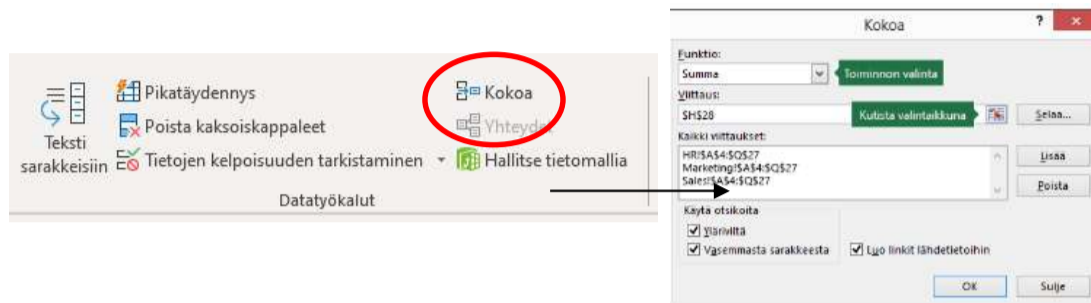 Teksti
sarakkeisiin
Pikatäydennys
Poista kaksoiskappaleet
Tietojen kelpoisuuden tarkistaminen
Kokoa
Yhteydet
Hallitse tietomallia
Datatyökalut
Kokoa ?
Funktio:
Summa
Toiminnon valinta
Viittaus:
$H$28
Kutista valintaikkuna
Selaa...
Kaikki viittaukset:
HR!$A$4:$Q$27
Marketing!$A$4:$Q$27
Sales!$A$4:$Q$27
Lisää
Poista
Käytä otsikoita
Yläriviltä
Vasemmasta sarakkeesta
Luo linkit lähdetietoihin
OK
Sulje